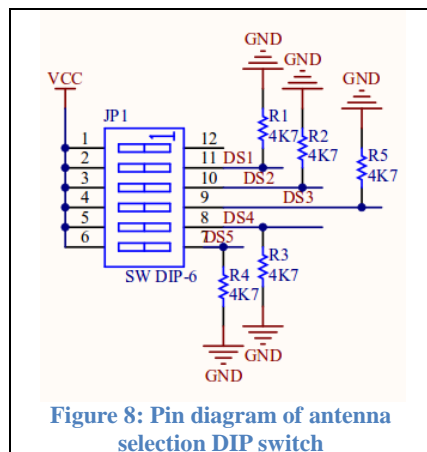 GND
GND
VCC
GND
JP1
1
1 12 R1
2 11 DS1 4K7 R2
3 10 DS2 4K7 R5
4 9 DS3 4K7
5 8 DS4
6 7 DS5 R3
SW DIP-6 R4 4K7
4K7
GND
GND
Figure 8: Pin diagram of antenna
selection DIP switch